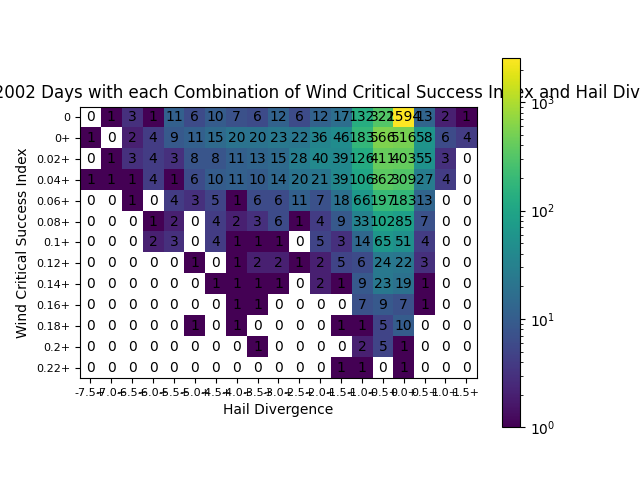 2002 Days with each Combination of Wind Critical Success Index and Hail Div
0 0 1 3 1 11 6 10 7 6 12 6 12 17 132 13 2 1
0+ 1 0 2 4 9 11 15 20 20 23 22 36 46 183 566 516 58 6 4
0.02+ 0 1 3 4 3 8 8 11 13 15 28 40 39 126 411 403 55 3 0
0.04+ 1 1 1 4 1 6 10 11 10 14 20 21 39 106 362 309 27 4 0
0.06+ 0 0 1 0 4 3 5 1 6 6 11 7 18 66 197 183 13 0 0
0.08+ 0 0 0 1 2 0 4 2 3 6 1 4 9 33 102 85 7 0 0
0.1+ 0 0 0 2 3 0 4 1 1 1 0 5 3 14 65 51 4 0 0
0.12+ 0 0 0 0 0 1 0 1 2 2 1 2 5 6 24 22 3 0 0
0.14+ 0 0 0 0 0 0 1 1 1 1 0 2 1 9 23 19 1 0 0
0.16+ 0 0 0 0 0 0 0 1 1 0 0 0 0 7 9 7 1 0 0
0.18+ 0 0 0 0 0 1 0 1 0 0 0 0 1 1 5 10 0 0 0
0.2+ 0 0 0 0 0 0 0 0 1 0 0 0 0 2 5 1 0 0 0
0.22+ 0 0 0 0 0 0 0 0 0 0 0 0 1 1 0 1 0 0 0
-7.5+ -7.0+ -6.5+ -6.0+ -5.5+ -5.0+ -4.5+ -4.0+ -3.5+ -3.0+ -2.5+ -2.0+ -1.5+ -1.0+ -0.5+ 0.0+ 0.5+ 1.0+ 1.5+
Hail Divergence
Wind Critical Success Index
10³
10²
10¹
10⁰